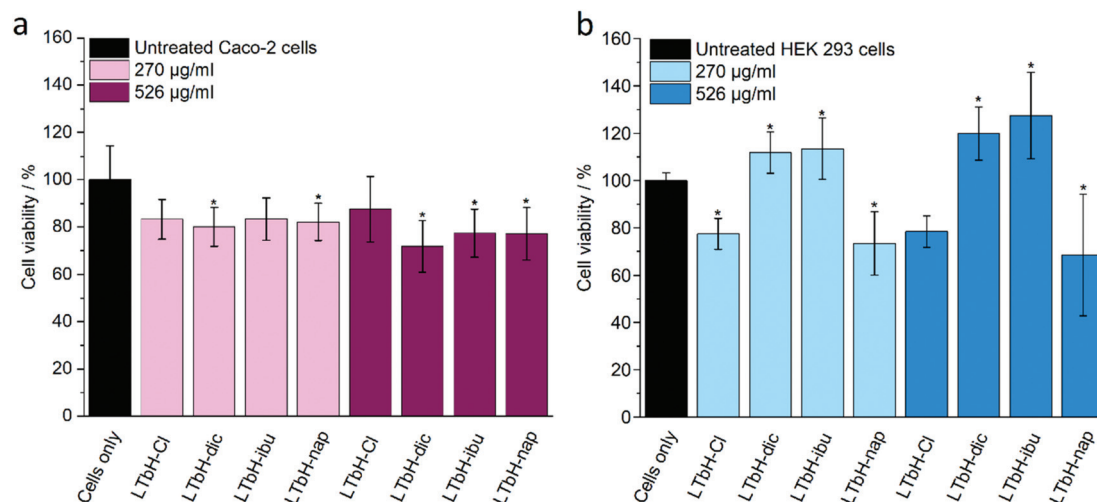 a
Untreated Caco-2 cells
270 µg/ml
526 µg/ml
Cell viability / %
160
140
120
100
80
60
40
20
0
*
*
*
*
*
Cells only
LTbH-Cl
LTbH-dic
LTbH-ibu
LTbH-nap
LTbH-Cl
LTbH-dic
LTbH-ibu
LTbH-nap
b
Untreated HEK 293 cells
270 µg/ml
526 µg/ml
Cell viability / %
160
140
120
100
80
60
40
20
0
*
*
*
*
*
*
*
Cells only
LTbH-Cl
LTbH-dic
LTbH-ibu
LTbH-nap
LTbH-Cl
LTbH-dic
LTbH-ibu
LTbH-nap